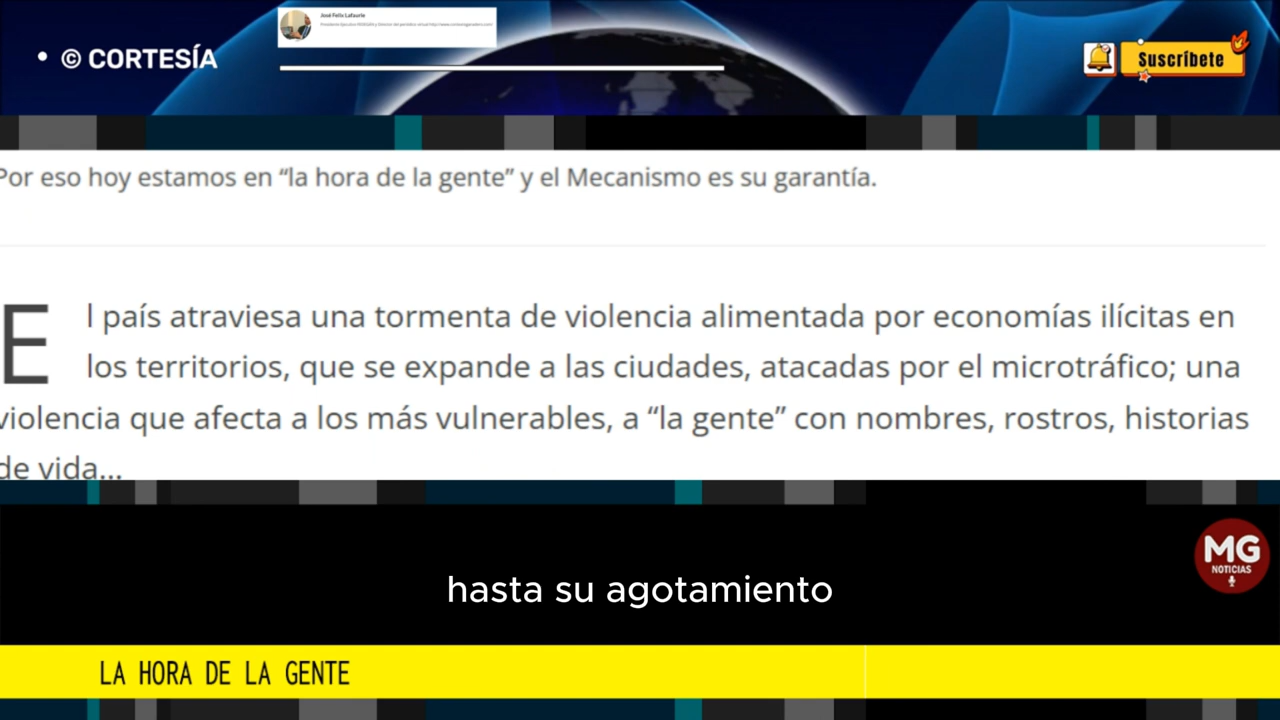 • © CORTESÍA
José Félix Lafaurie
Suscríbete
Por eso hoy estamos en “la hora de la gente” y el Mecanismo es su garantía.
El país atraviesa una tormenta de violencia alimentada por economías ilícitas en
los territorios, que se expande a las ciudades, atacadas por el microtráfico; una
violencia que afecta a los más vulnerables, a “la gente” con nombres, rostros, historias
de vida...
MG
NOTICIAS
hasta su agotamiento
LA HORA DE LA GENTE